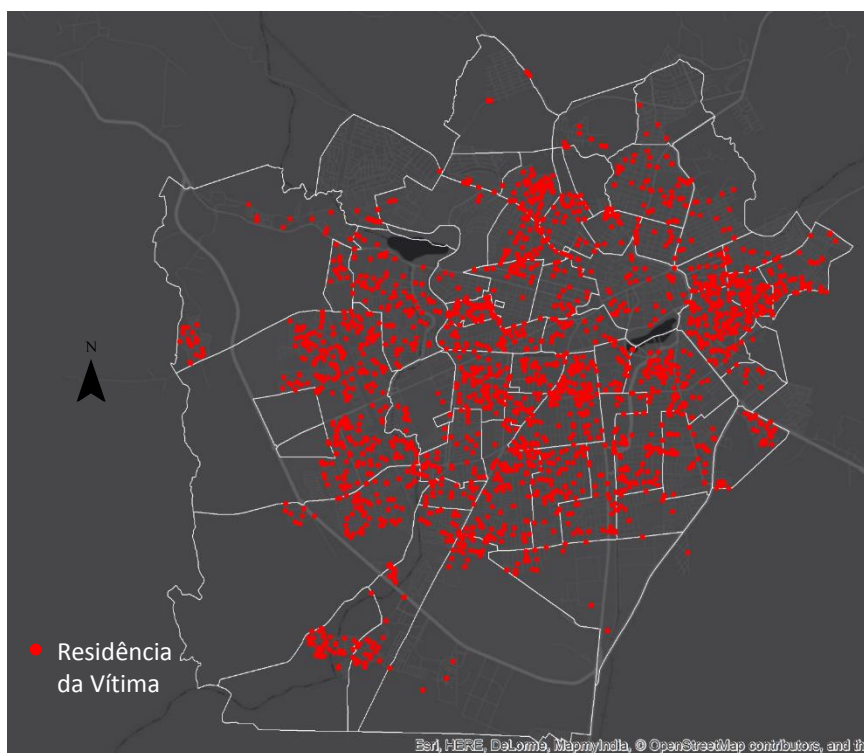 N
Residência
da Vítima
Esri, HERE, DeLorme, MapmyIndia, © OpenStreetMap contributors, and the